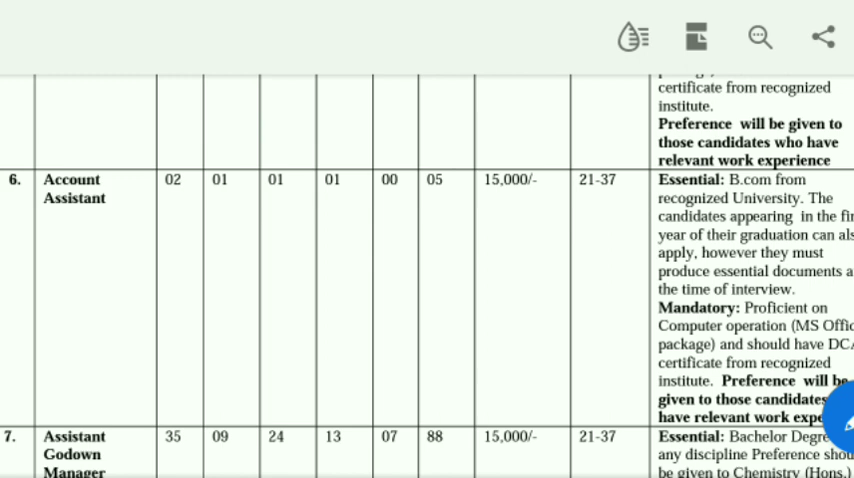 certificate from recognized
institute.
Preference will be given to
those candidates who have
relevant work experience
6. Account Assistant 02 01 01 01 00 05 15,000/- 21-37
Essential: B.com from
recognized University. The
candidates appearing in the
year of their graduation can
apply, however they must
produce essential documents
the time of interview.
Mandatory: Proficient on
Computer operation (MS
package) and should have
certificate from recognized
institute. Preference will be
given to those candidates
have relevant work
7. Assistant Godown Manager 35 09 24 13 07 88 15,000/- 21-37
Essential: Bachelor
any discipline Preference
be given to Chemistry (Hons.)